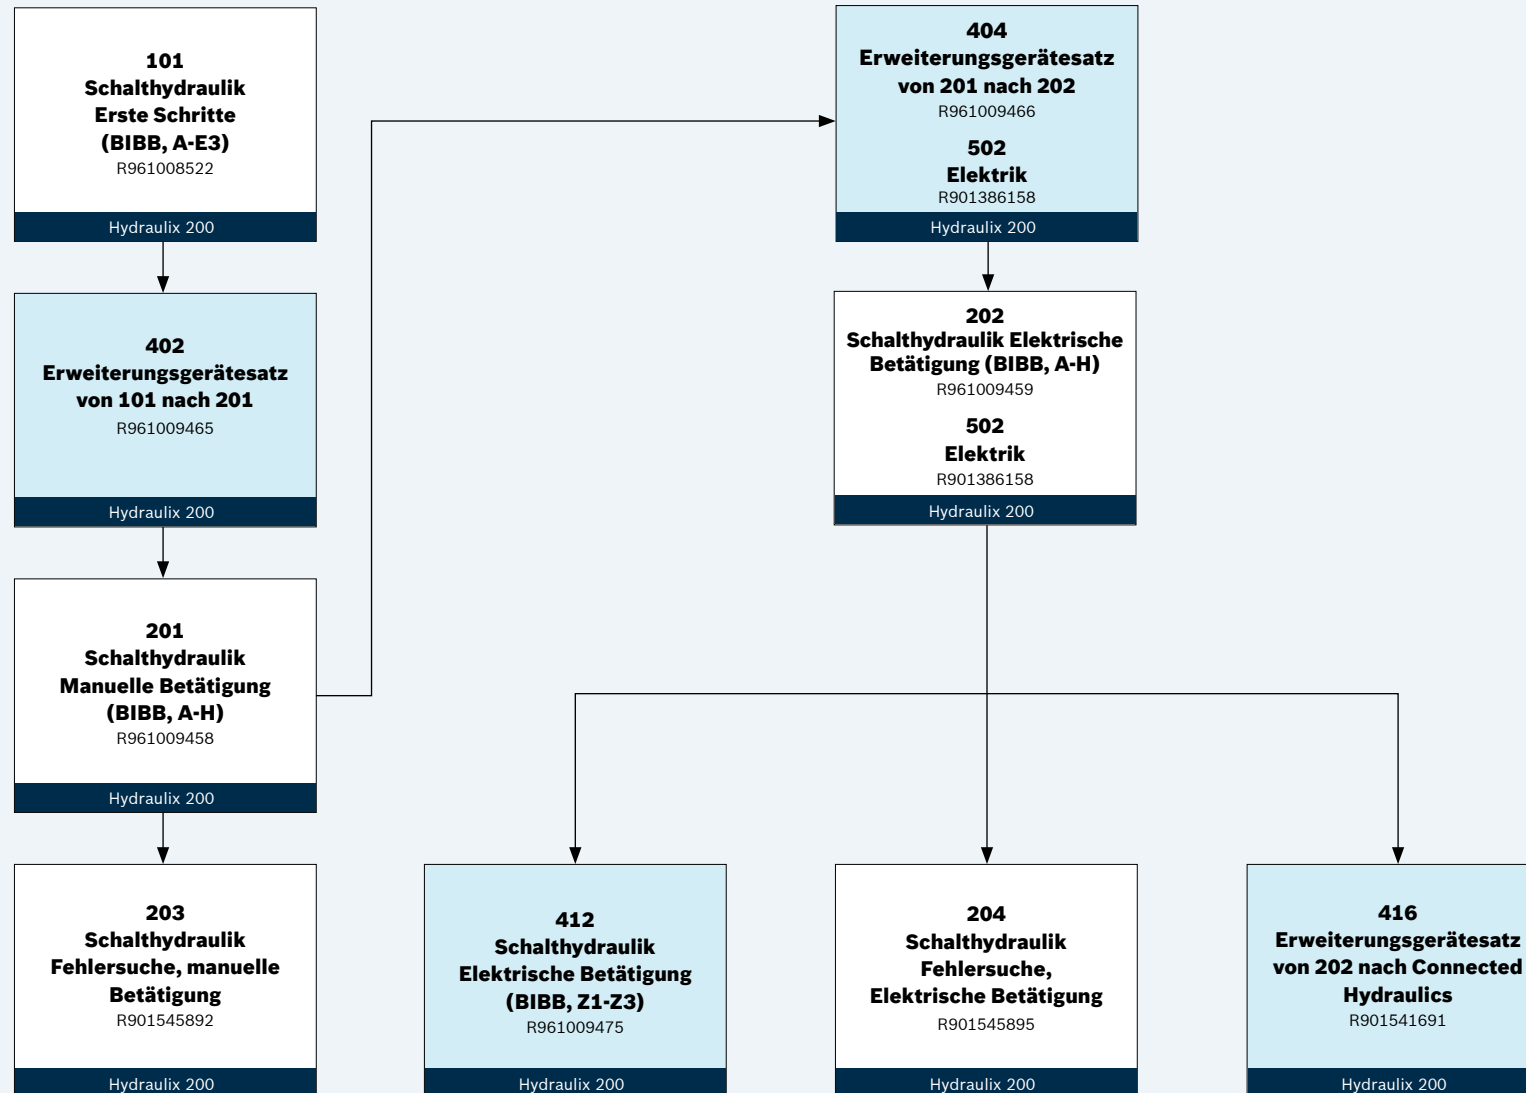 101
Schalthydraulik
Erste Schritte
(BIBB, A-E3)
R961008522
Hydraulix 200
402
Erweiterungsgerätesatz
von 101 nach 201
R961009465
Hydraulix 200
201
Schalthydraulik
Manuelle Betätigung
(BIBB, A-H)
R961009458
Hydraulix 200
203
Schalthydraulik
Fehlersuche, manuelle
Betätigung
R901545892
Hydraulix 200
404
Erweiterungsgerätesatz
von 201 nach 202
R961009466
502
Elektrik
R901386158
Hydraulix 200
202
Schalthydraulik Elektrische
Betätigung (BIBB, A-H)
R961009459
502
Elektrik
R901386158
Hydraulix 200
412
Schalthydraulik
Elektrische Betätigung
(BIBB, Z1-Z3)
R961009475
Hydraulix 200
204
Schalthydraulik
Fehlersuche,
Elektrische Betätigung
R901545895
Hydraulix 200
416
Erweiterungsgerätesatz
von 202 nach Connected
Hydraulics
R901541691
Hydraulix 200